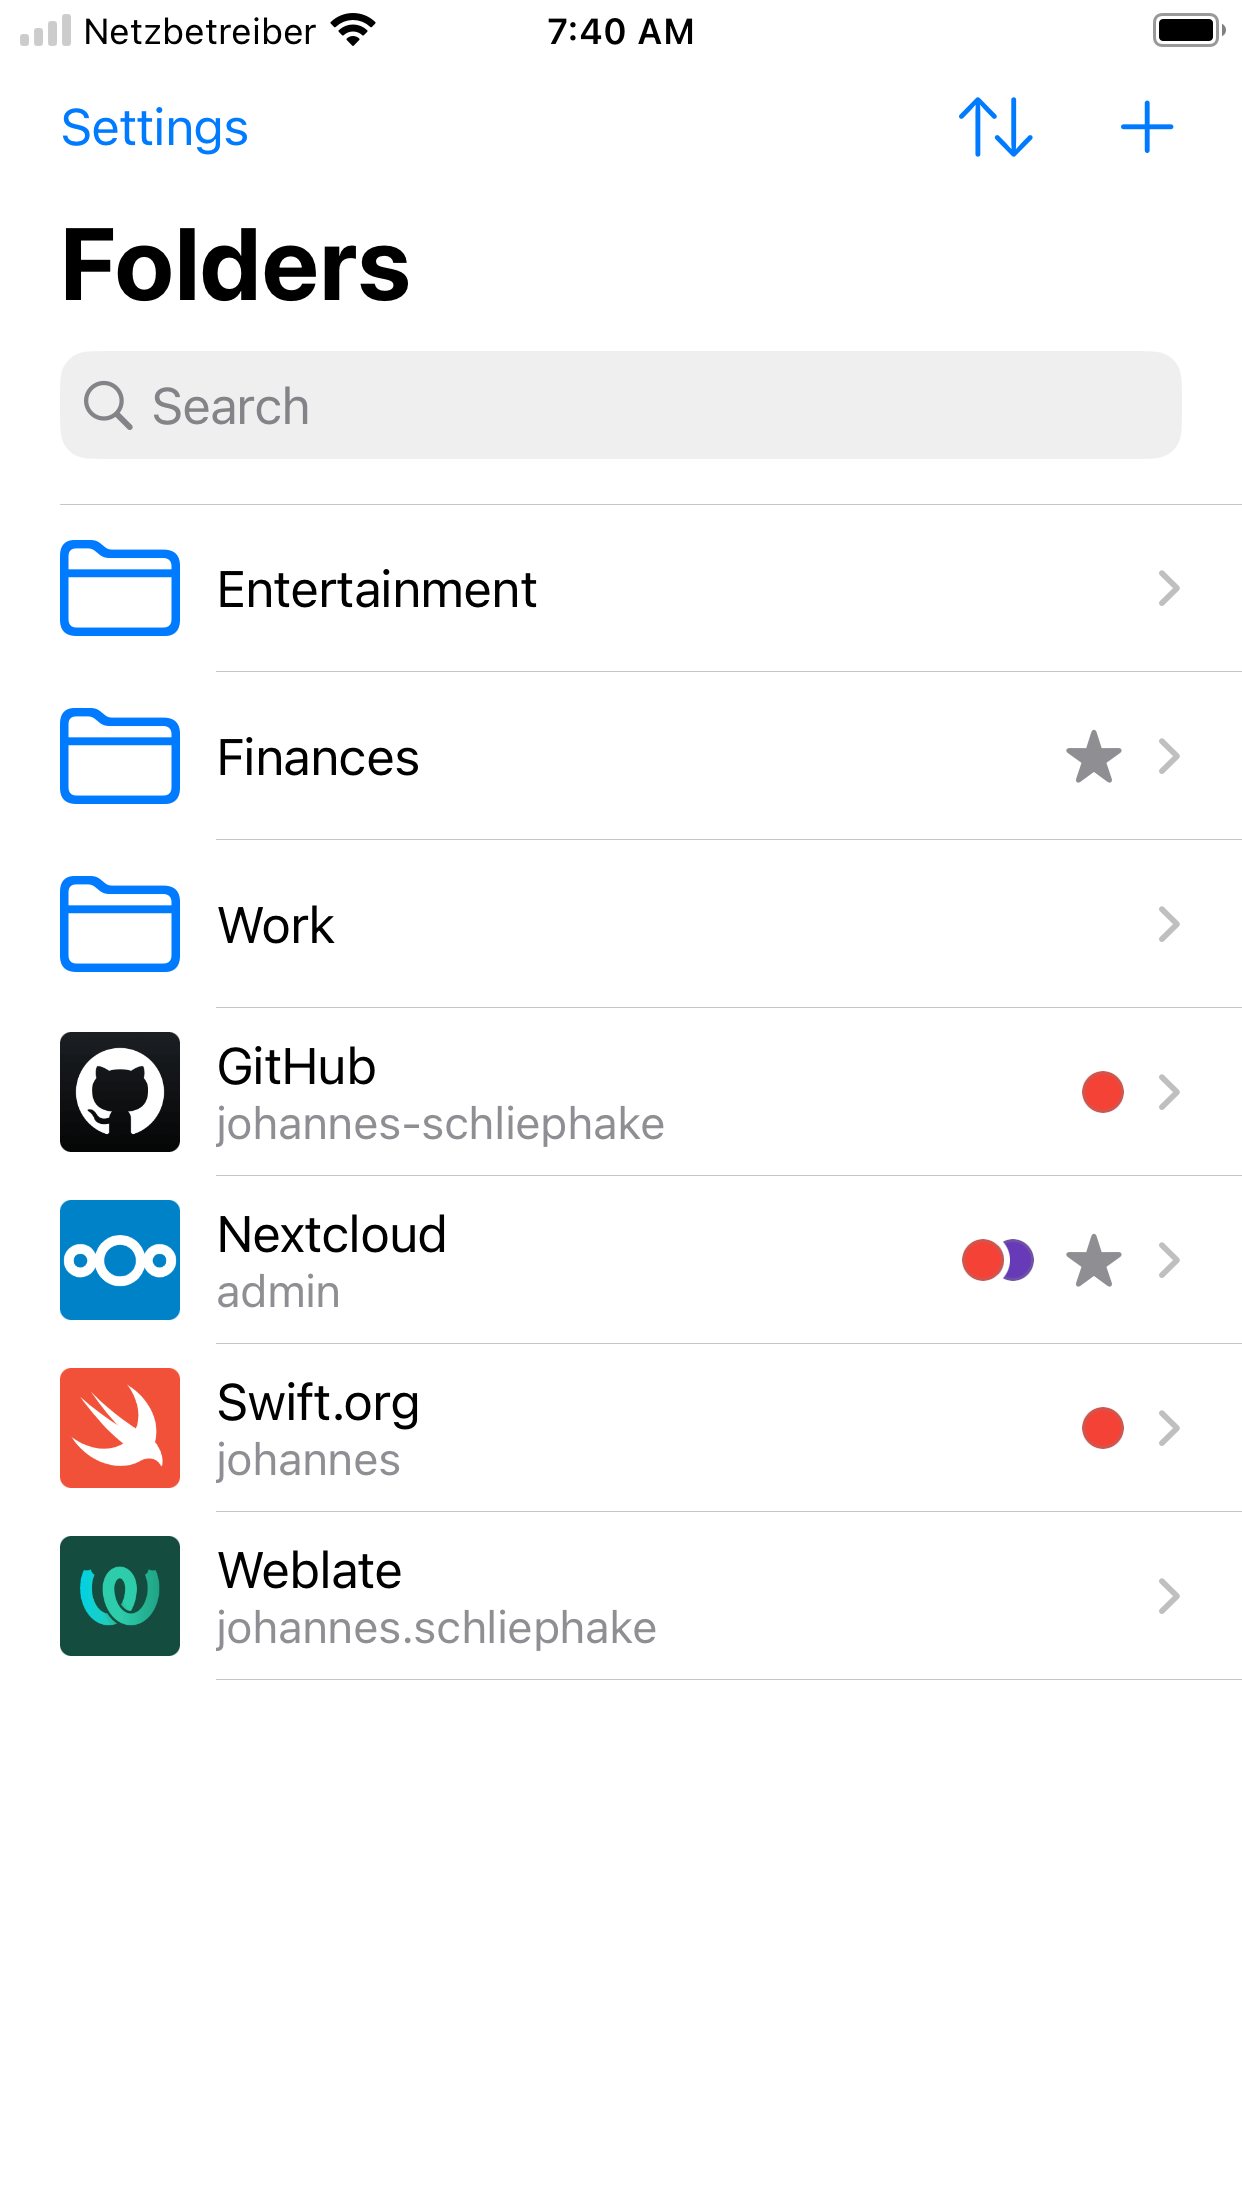 Netzbetreiber 7:40 AM
Settings
Folders
Search
Entertainment
Finances
Work
GitHub
johannes-schliephake
Nextcloud
admin
Swift.org
johannes
Weblate
johannes.schliephake